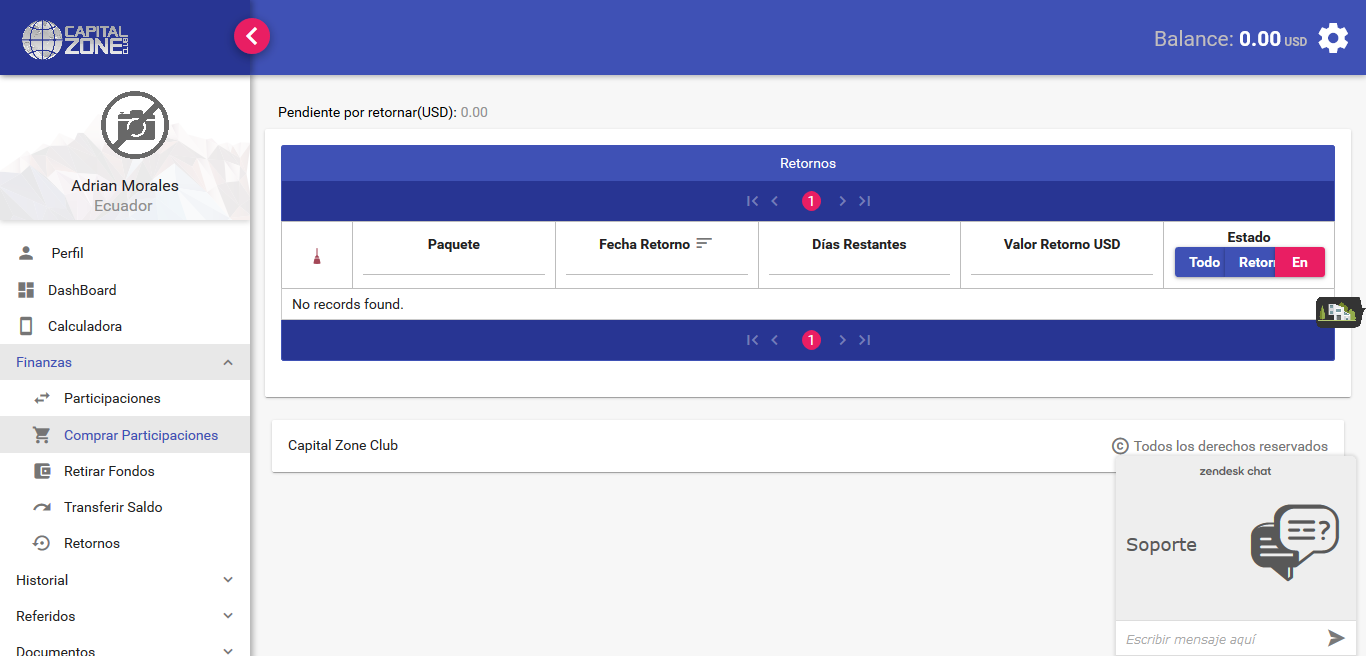 CAPITAL
ZONE
CLUB
Balance: 0.00 USD
Adrian Morales
Ecuador
Perfil
DashBoard
Calculadora
Finanzas
Participaciones
Comprar Participaciones
Retirar Fondos
Transferir Saldo
Retornos
Historial
Referidos
Documentos
Pendiente por retornar(USD): 0.00
Retornos
1
Paquete Fecha Retorno Días Restantes Valor Retorno USD Estado
Todo Retorn En
No records found.
1
Capital Zone Club © Todos los derechos reservados
zendesk chat
Soporte
Escribir mensaje aquí